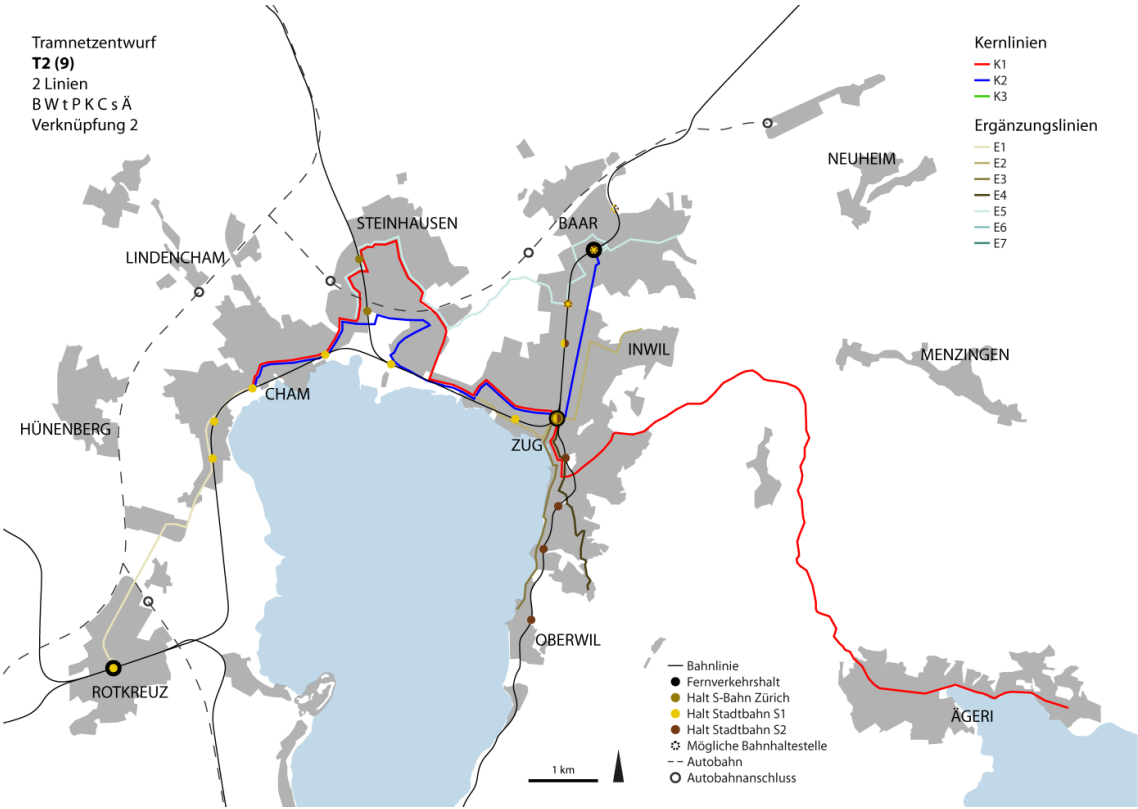 Tramnetzentwurf
T2 (9)
2 Linien
B W t P K C s Ä
Verknüpfung 2
Kernlinien
K1
K2
K3
Ergänzungslinien
E1
E2
E3
E4
E5
E6
E7
NEUHEIM
STEINHAUSEN
BAAR
LINDENCHAM
INWIL
MENZINGEN
CHAM
HÜNENBERG
ZUG
OBERWIL
ROTKREUZ
ÄGERI
Bahnlinie
Fernverkehrshalt
Halt S-Bahn Zürich
Halt Stadtbahn S1
Halt Stadtbahn S2
Mögliche Bahnhaltestelle
Autobahn
Autobahnanschluss
1 km